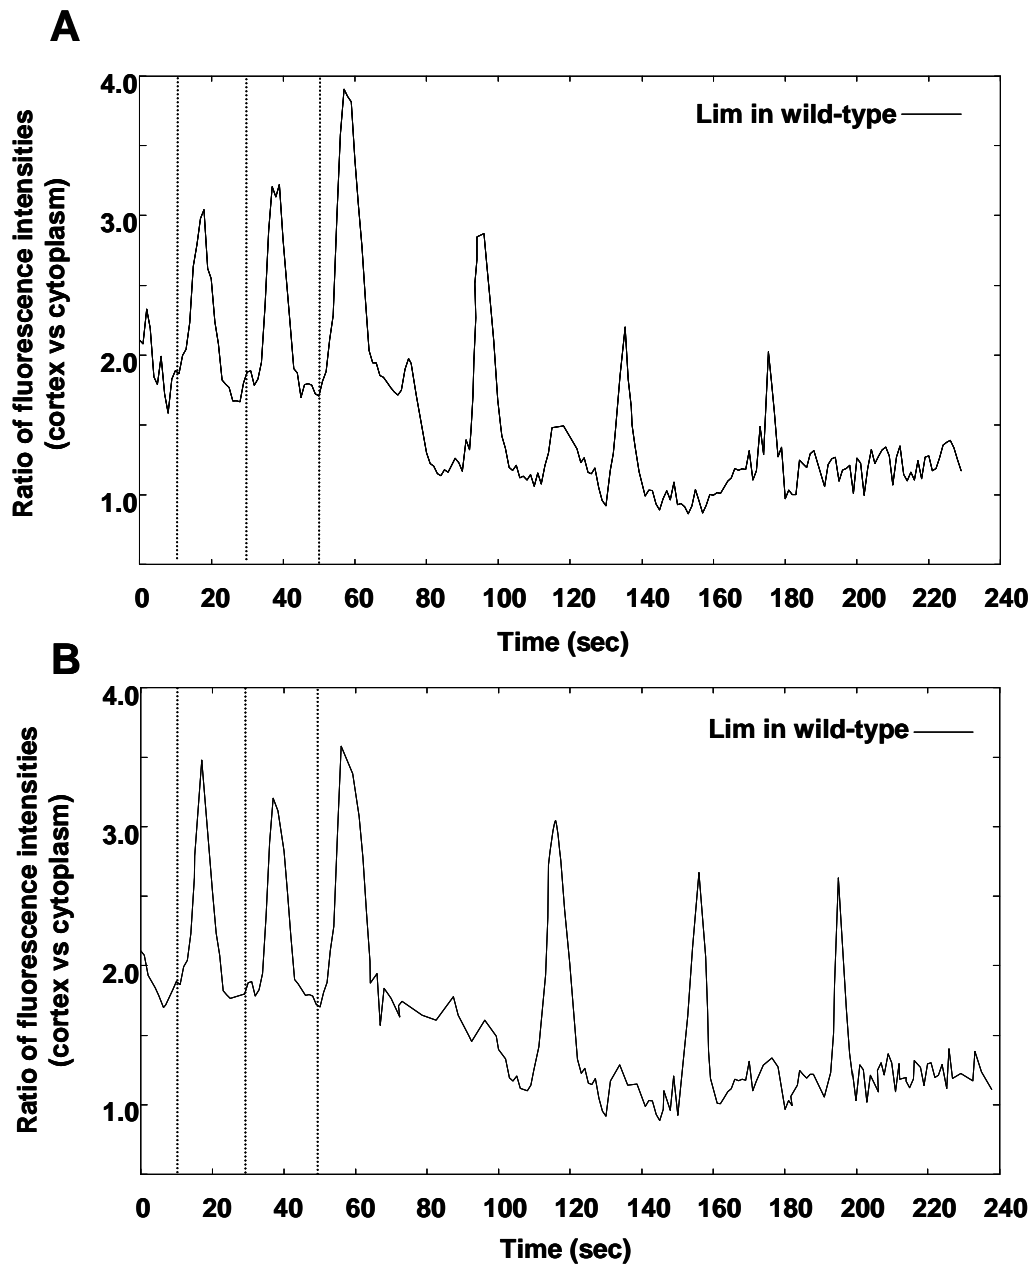 A
Ratio of fluorescence intensities
(cortex vs cytoplasm)
4.0
3.0
2.0
1.0
Lim in wild-type
0 20 40 60 80 100 120 140 160 180 200 220 240
Time (sec)
B
Ratio of fluorescence intensities
(cortex vs cytoplasm)
4.0
3.0
2.0
1.0
Lim in wild-type
0 20 40 60 80 100 120 140 160 180 200 220 240
Time (sec)